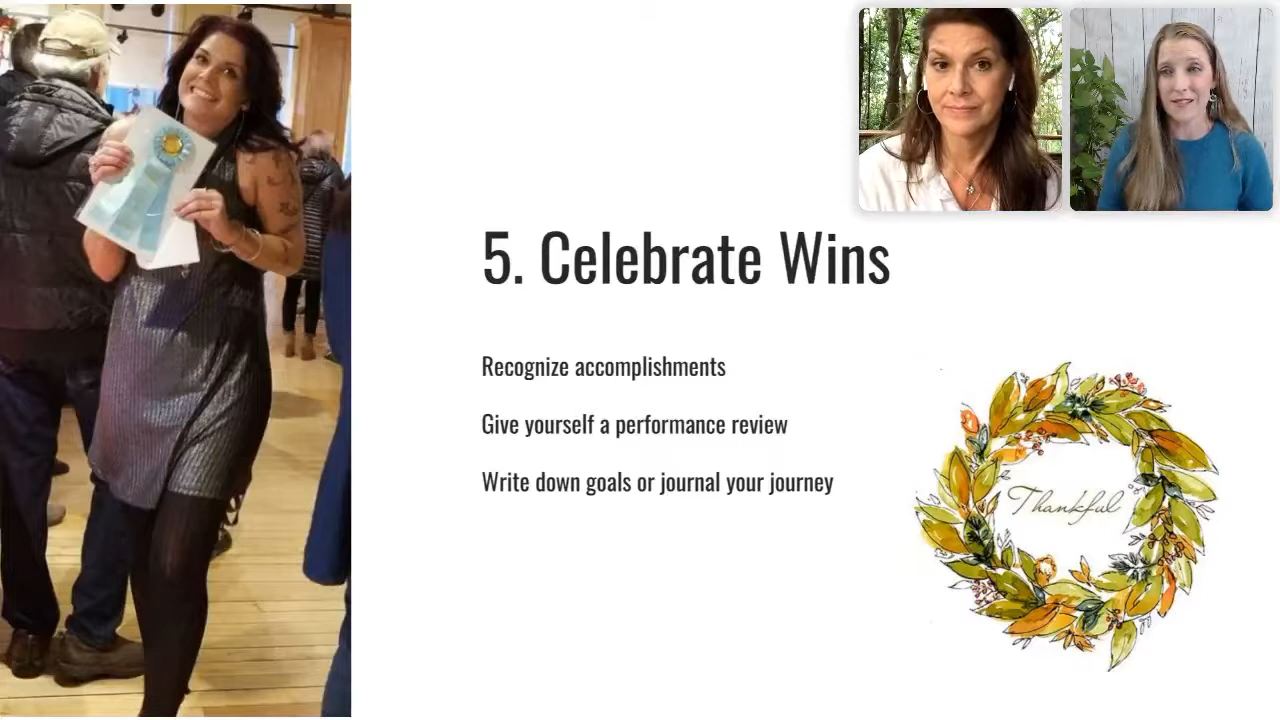 5. Celebrate Wins
Recognize accomplishments
Give yourself a performance review
Write down goals or journal your journey
Thankful